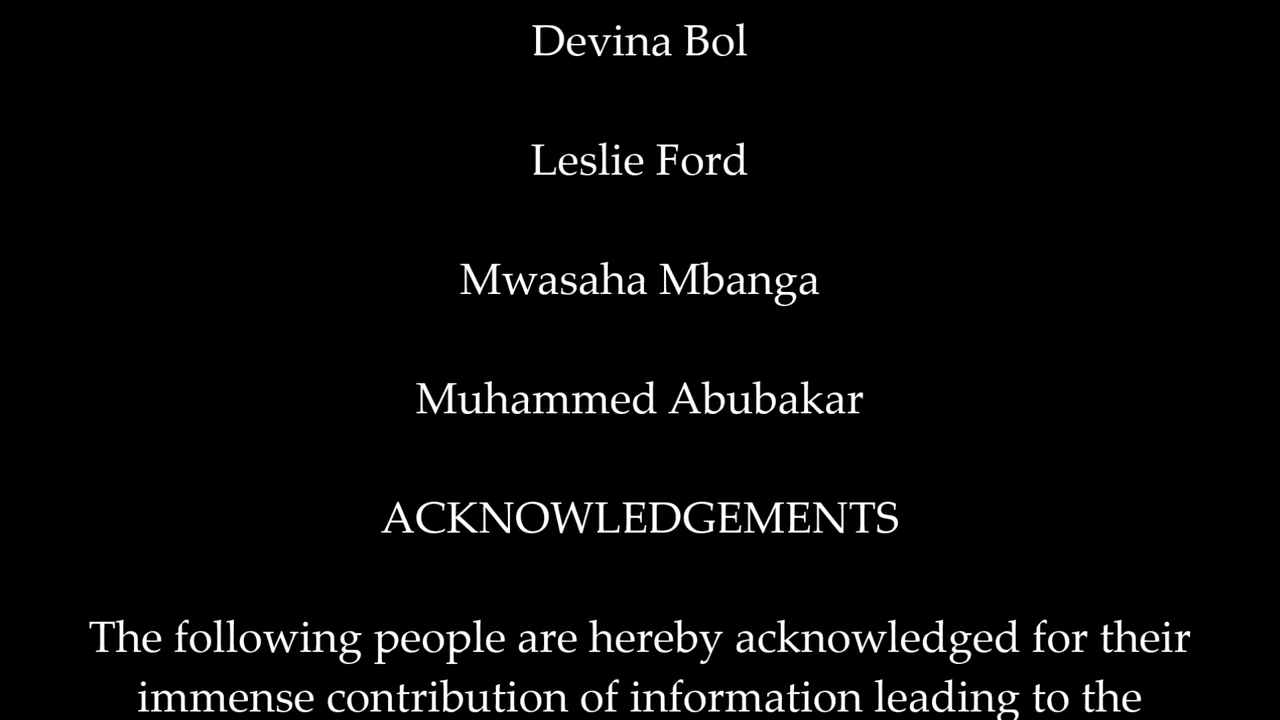 Devina Bol
Leslie Ford
Mwasaha Mbanga
Muhammed Abubakar
ACKNOWLEDGEMENTS
The following people are hereby acknowledged for their
immense contribution of information leading to the